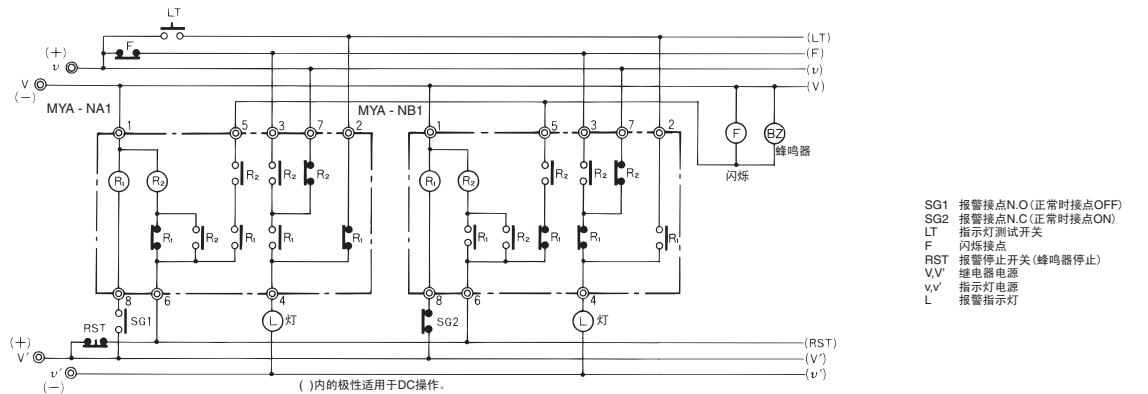 LT
(LT)
F
(F)
(+)
v
(v)
V
(V)
(−)
MYA - NA1
MYA - NB1
1 5 3 7 2
1 5 3 7 2
F BZ
蜂鸣器
闪烁
R₁ R₂ R₂ R₂ R₂
R₁ R₂ R₂ R₂ R₂
R₁ R₂ R₁ R₁ R₁
R₁ R₂ R₁ R₁ R₁
8 6 4
8 6 4
SG1 L 灯
SG2 L 灯
RST
(RST)
(+)
V'
(V')
v'
(v')
(−)
( )内的极性适用于DC操作。
SG1 报警接点N.O(正常时接点OFF)
SG2 报警接点N.C(正常时接点ON)
LT 指示灯测试开关
F 闪烁接点
RST 报警停止开关(蜂鸣器停止)
V,V' 继电器电源
v,v' 指示灯电源
L 报警指示灯